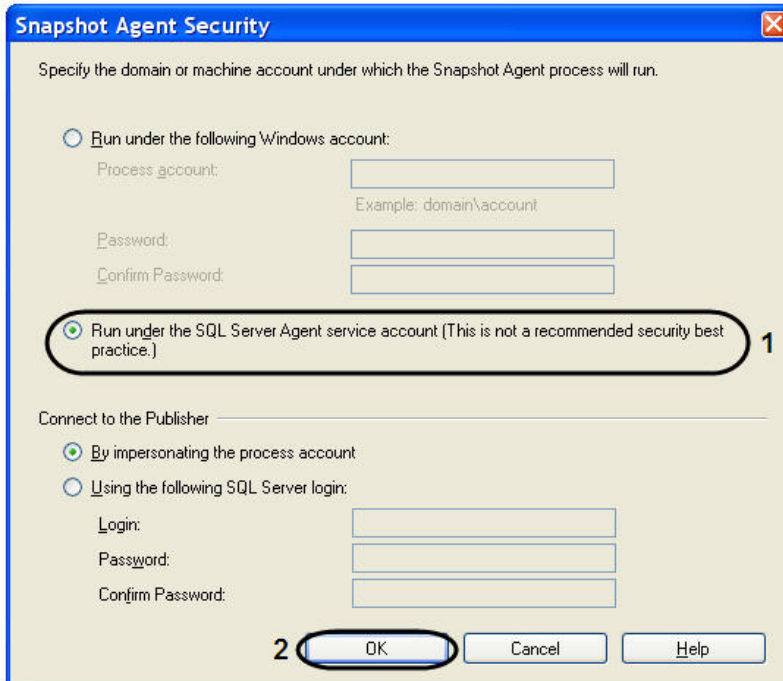 Snapshot Agent Security
Specify the domain or machine account under which the Snapshot Agent process will run.
Run under the following Windows account:
Process account:
Example: domain\account
Password:
Confirm Password:
Run under the SQL Server Agent service account (This is not a recommended security best
practice.)
1
Connect to the Publisher
By impersonating the process account
Using the following SQL Server login:
Login:
Password:
Confirm Password:
2 OK Cancel Help